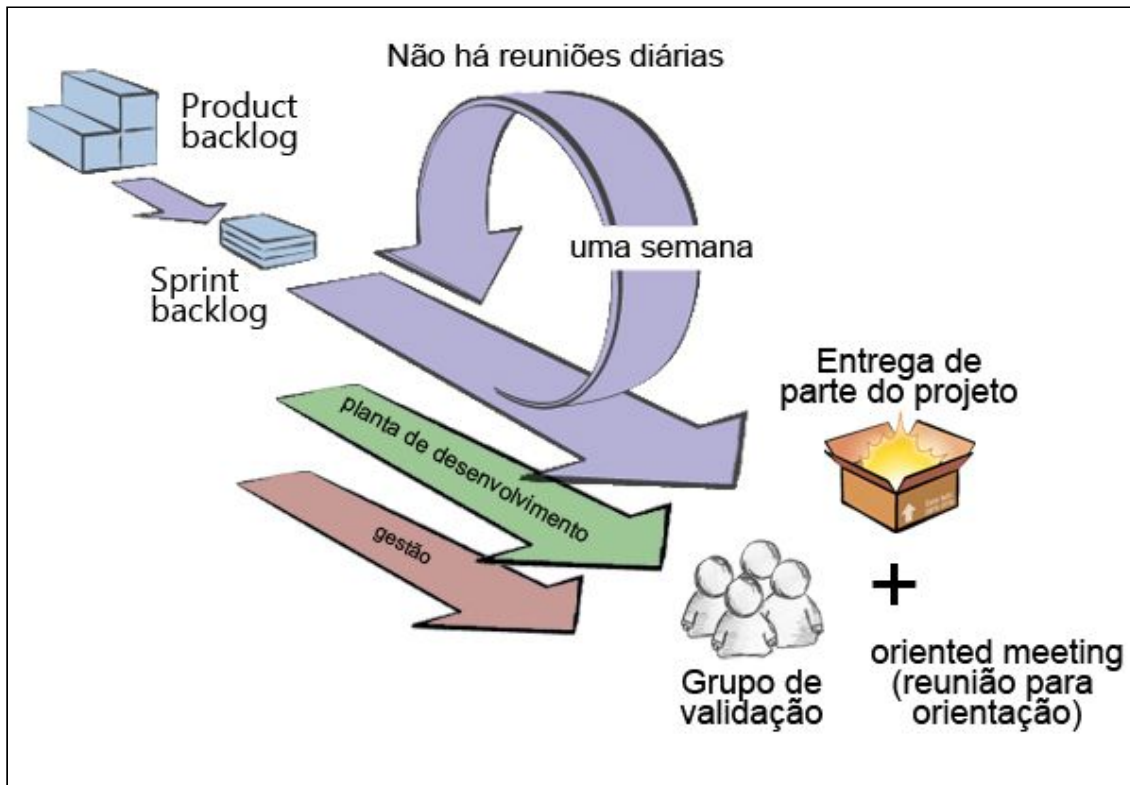 Não há reuniões diárias
Product
backlog
uma semana
Sprint
backlog
Entrega de
parte do projeto
planta de desenvolvimento
gestão
+
Grupo de
validação
oriented meeting
(reunião para
orientação)